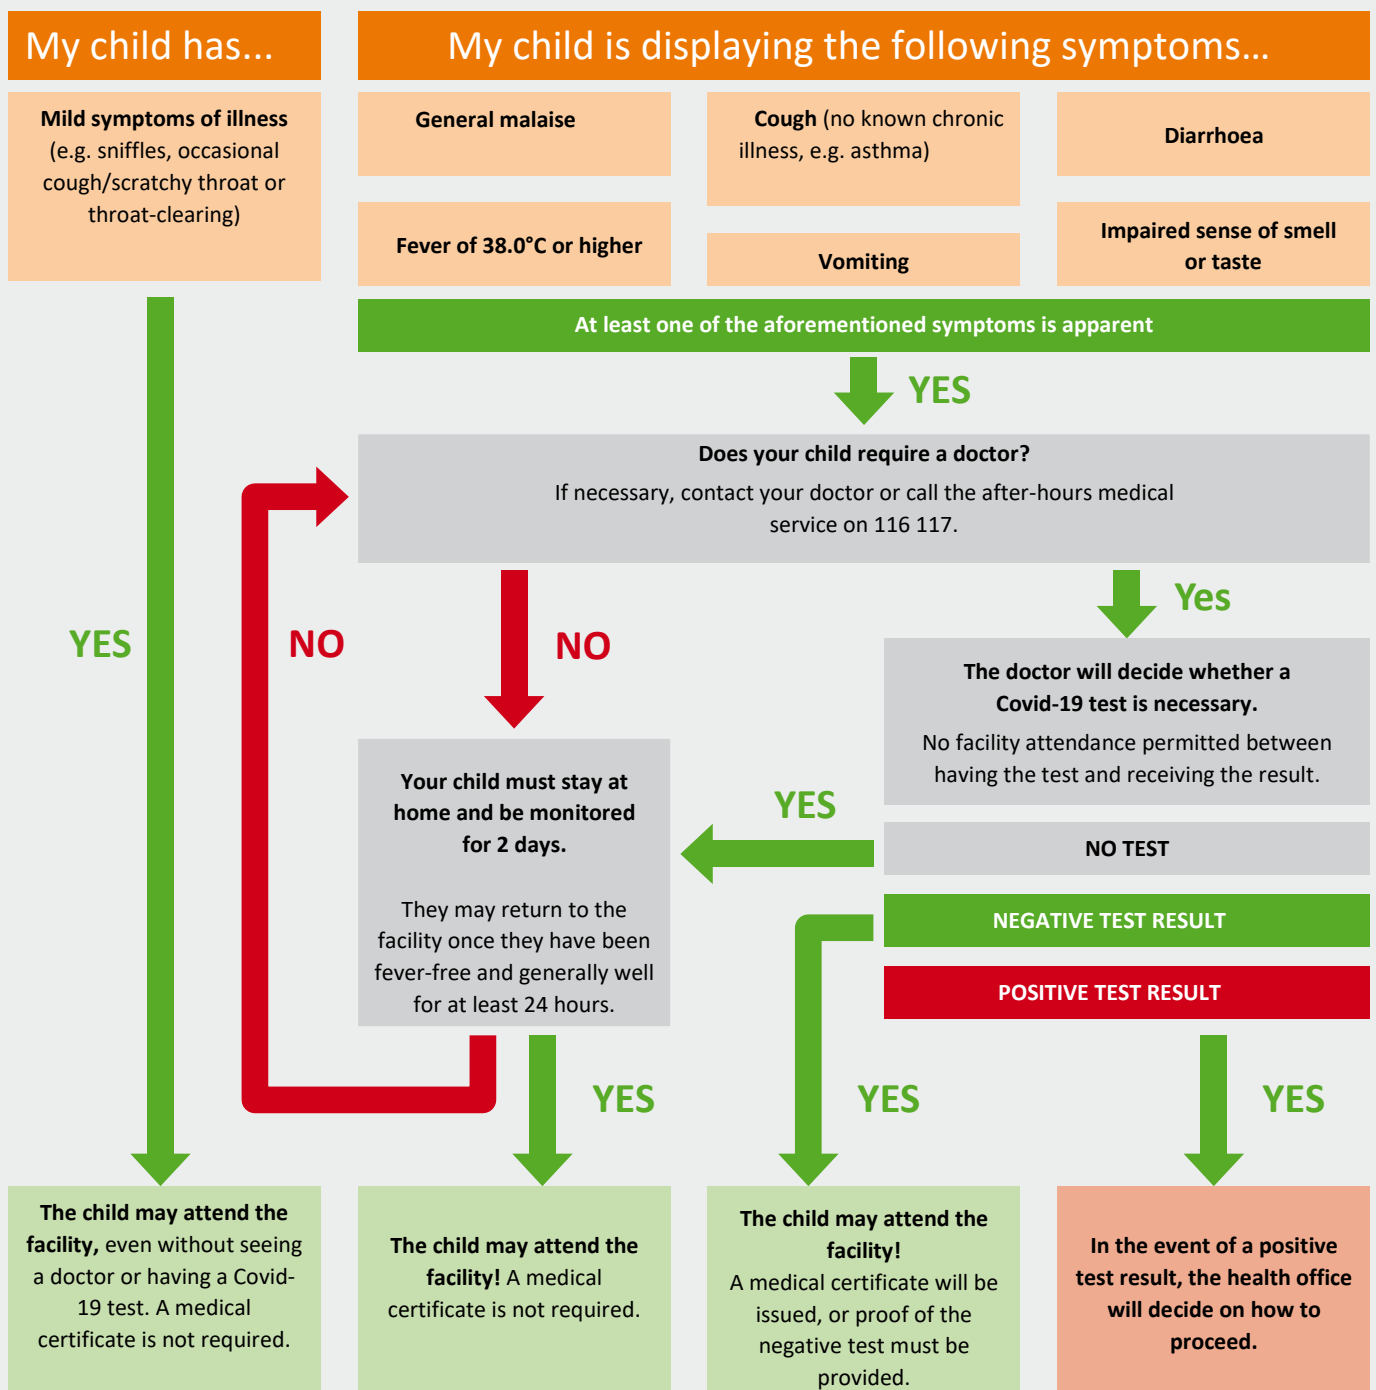 My child has...
My child is displaying the following symptoms...
Mild symptoms of illness
(e.g. sniffles, occasional
cough/scratchy throat or
throat-clearing)
General malaise
Cough (no known chronic
illness, e.g. asthma)
Diarrhoea
Fever of 38.0°C or higher
Vomiting
Impaired sense of smell
or taste
At least one of the aforementioned symptoms is apparent
YES
Does your child require a doctor?
If necessary, contact your doctor or call the after-hours medical
service on 116 117.
YES
NO
NO
Yes
The doctor will decide whether a
Covid-19 test is necessary.
No facility attendance permitted between
having the test and receiving the result.
Your child must stay at
home and be monitored
for 2 days.
They may return to the
facility once they have been
fever-free and generally well
for at least 24 hours.
YES
NO TEST
NEGATIVE TEST RESULT
POSITIVE TEST RESULT
YES
YES
YES
The child may attend the
facility, even without seeing
a doctor or having a Covid-
19 test. A medical
certificate is not required.
The child may attend the
facility! A medical
certificate is not required.
The child may attend the
facility!
A medical certificate will be
issued, or proof of the
negative test must be
provided.
In the event of a positive
test result, the health office
will decide on how to
proceed.